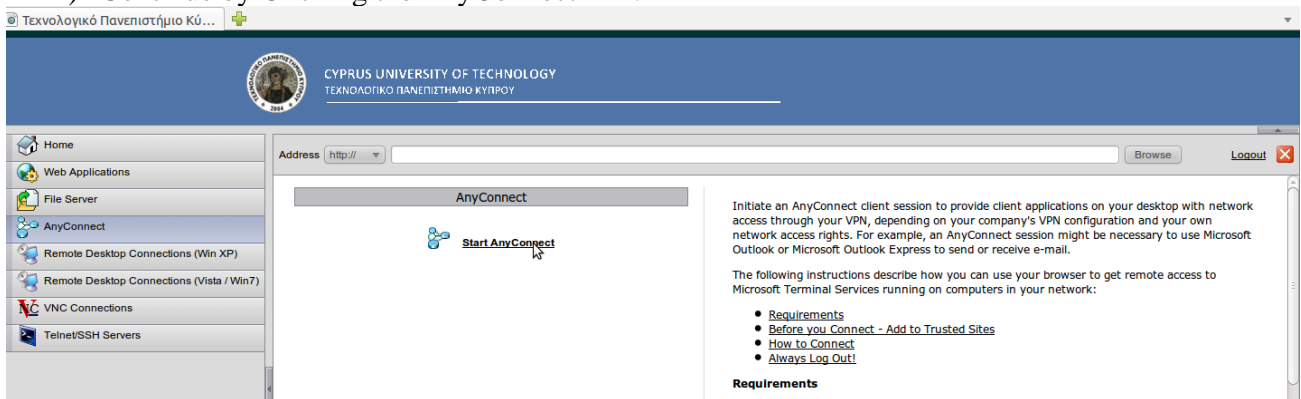 Τεχνολογικό Πανεπιστήμιο Κύ...
CYPRUS UNIVERSITY OF TECHNOLOGY
ΤΕΧΝΟΛΟΓΙΚΟ ΠΑΝΕΠΙΣΤΗΜΙΟ ΚΥΠΡΟΥ
Home
Web Applications
File Server
AnyConnect
Remote Desktop Connections (Win XP)
Remote Desktop Connections (Vista / Win7)
VNC Connections
Telnet/SSH Servers
Address http:// Browse Logout
AnyConnect
Start AnyConnect
Initiate an AnyConnect client session to provide client applications on your desktop with network
access through your VPN, depending on your company's VPN configuration and your own
network access rights. For example, an AnyConnect session might be necessary to use Microsoft
Outlook or Microsoft Outlook Express to send or receive e-mail.
The following instructions describe how you can use your browser to get remote access to
Microsoft Terminal Services running on computers in your network:
Requirements
Before you Connect - Add to Trusted Sites
How to Connect
Always Log Out!
Requirements